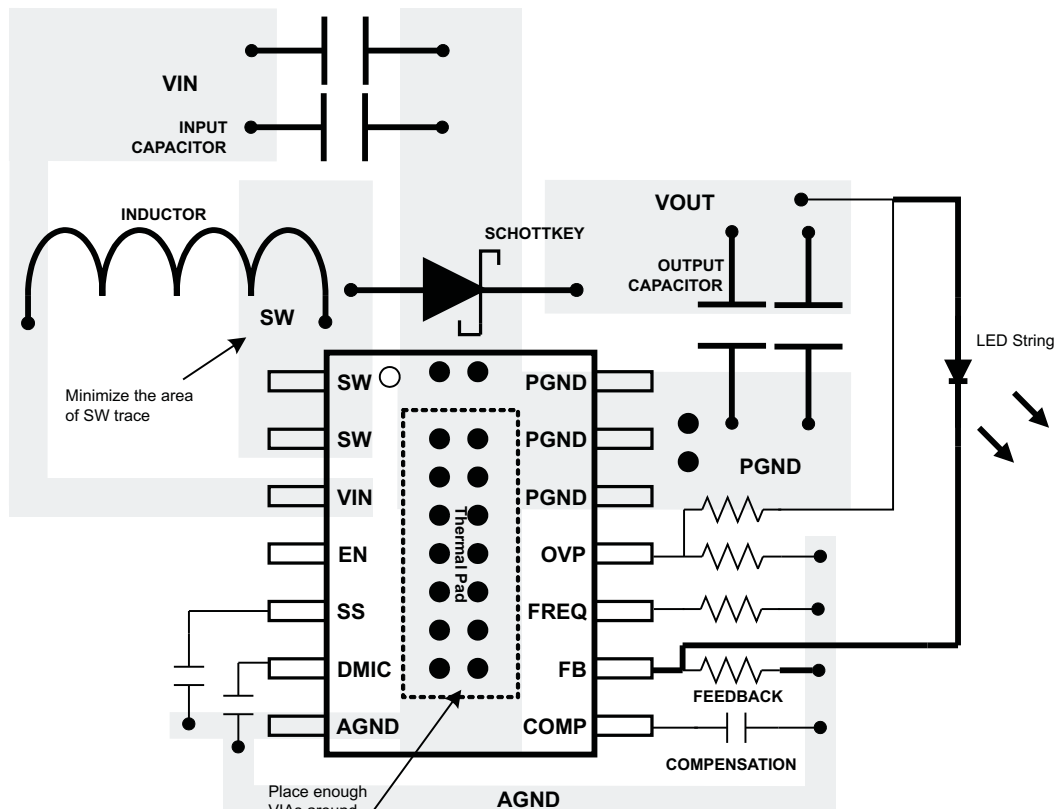 VIN
INPUT
CAPACITOR
INDUCTOR
SW
Minimize the area
of SW trace
SCHOTTKEY
VOUT
OUTPUT
CAPACITOR
LED String
SW
SW
VIN
EN
SS
DMIC
AGND
Thermal Pad
PGND
PGND
PGND
OVP
FREQ
FB
COMP
PGND
FEEDBACK
COMPENSATION
Place enough
VIAs around
AGND